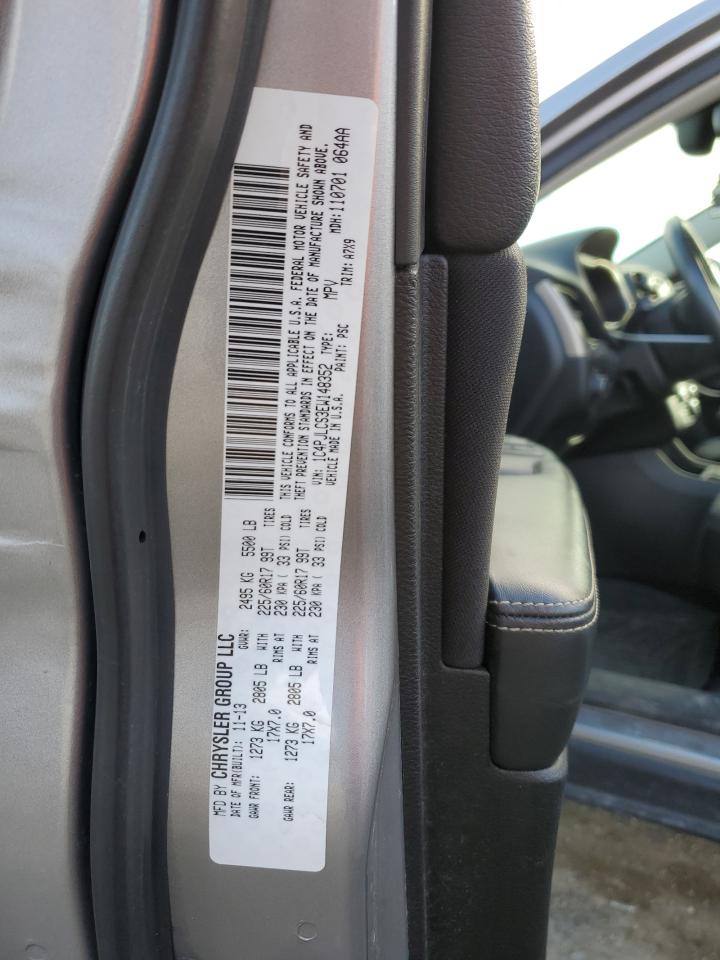 MFD BY CHRYSLER GROUP LLC
DATE OF MFR(BUILT): 11-13 GVWR: 2495 KG 5500 LB
GAWR FRONT: 1273 KG 2805 LB WITH 225/60R17 99T TIRES
17X7.0 RIMS AT 230 KPA ( 33 PSI) COLD
GAWR REAR: 1273 KG 2805 LB WITH 225/60R17 99T TIRES
17X7.0 RIMS AT 230 KPA ( 33 PSI) COLD
THIS VEHICLE CONFORMS TO ALL APPLICABLE U.S.A. FEDERAL MOTOR VEHICLE SAFETY AND
THEFT PREVENTION STANDARDS IN EFFECT ON THE DATE OF MANUFACTURE SHOWN ABOVE.
VIN: 1C4PJLCS3EW148352 TYPE: MPV MDH: 110701 064AA
VEHICLE MADE IN U.S.A. PAINT: PSC TRIM: A7X9